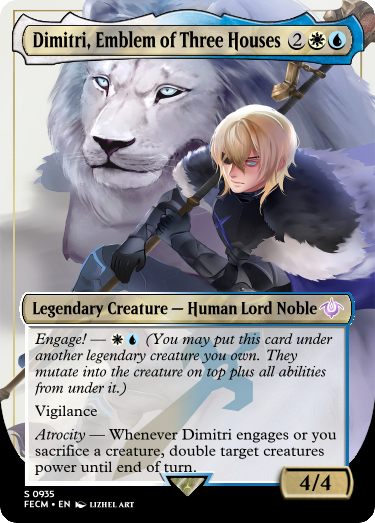 Dimitri, Emblem of Three Houses 2
Legendary Creature — Human Lord Noble
Engage! — (You may put this card under
another legendary creature you own. They
mutate into the creature on top plus all abilities
from under it.)
Vigilance
Atrocity — Whenever Dimitri engages or you
sacrifice a creature, double target creatures
power until end of turn.
4/4
S 0935
FECM • EN LIZHEL ART